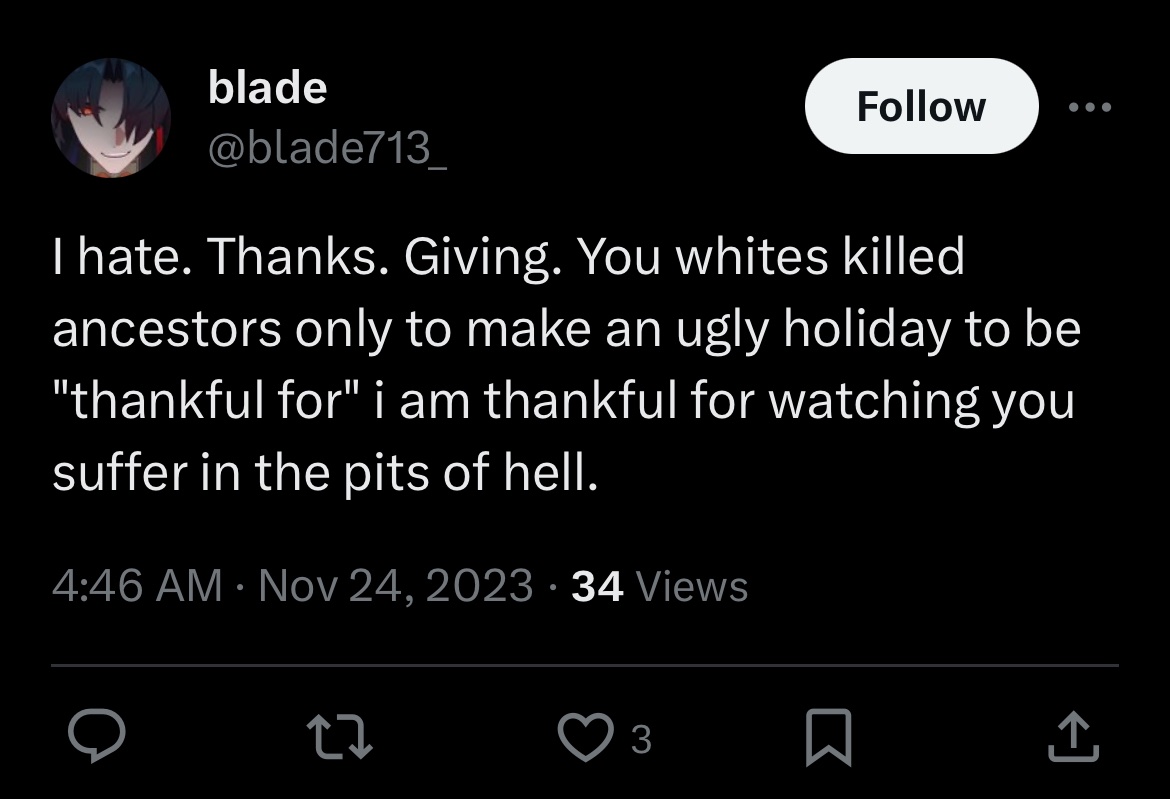 blade
@blade713_
Follow
I hate. Thanks. Giving. You whites killed
ancestors only to make an ugly holiday to be
"thankful for" i am thankful for watching you
suffer in the pits of hell.
4:46 AM · Nov 24, 2023 · 34 Views
3